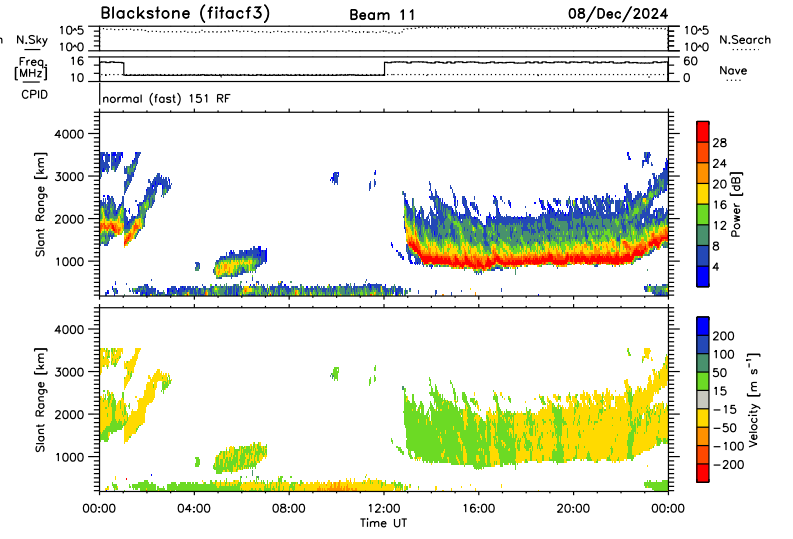 Blackstone (fitacf3) Beam 11 08/Dec/2024
n N.Sky 10^5 10^0 10^5 10^0 N.Search
Freq. [MHz] 16 10 60 0 Nave
CPID normal (fast) 151 RF
Slant Range [km]
4000
3000
2000
1000
28
24
20
16
12
8
4
Power [dB]
Slant Range [km]
4000
3000
2000
1000
200
100
50
15
-15
-50
-100
-200
Velocity [m s⁻¹]
00:00 04:00 08:00 12:00 16:00 20:00 00:00
Time UT